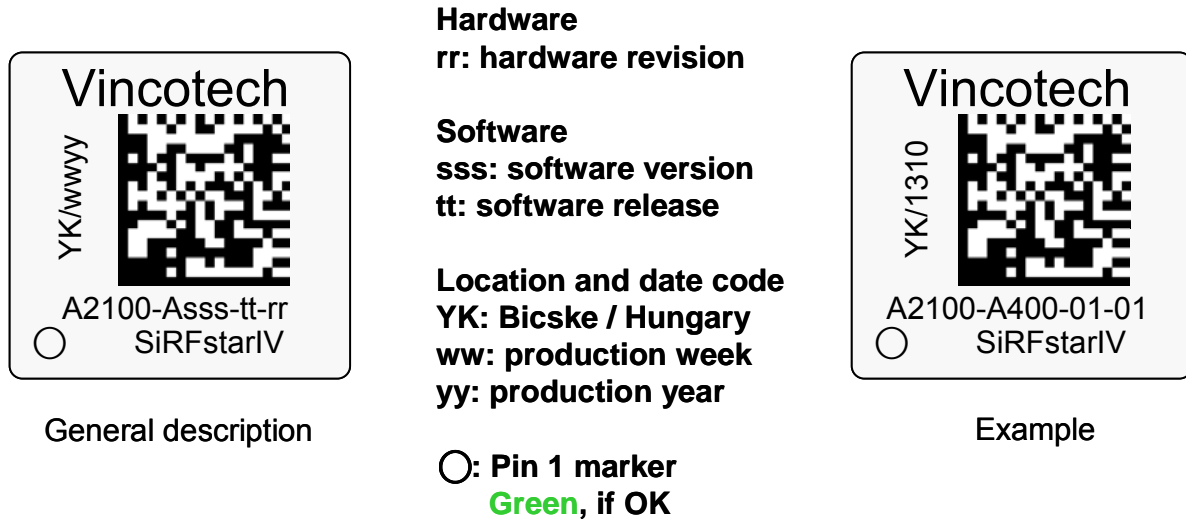 Vincotech
YK/wwyy
A2100-Asss-tt-rr
SiRFstarIV
General description
Hardware
rr: hardware revision
Software
sss: software version
tt: software release
Location and date code
YK: Bicske / Hungary
ww: production week
yy: production year
: Pin 1 marker
Green, if OK
Vincotech
YK/1310
A2100-A400-01-01
SiRFstarIV
Example